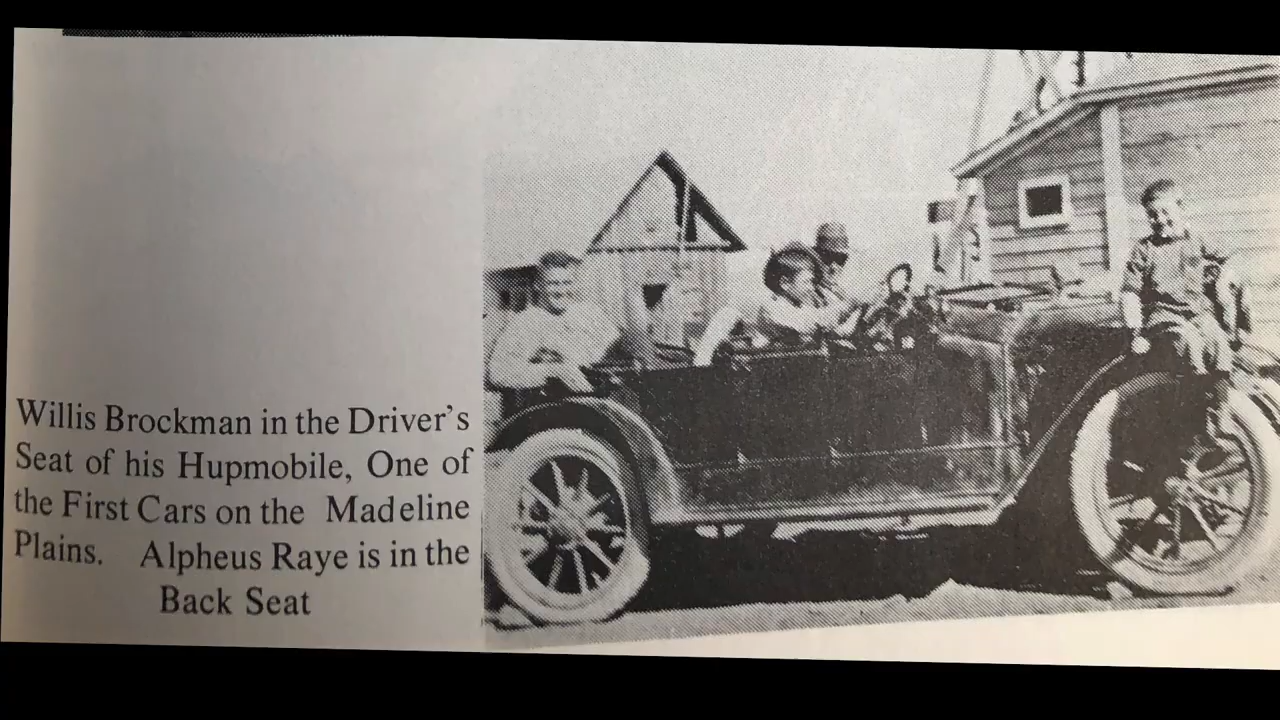 Willis Brockman in the Driver's
Seat of his Hupmobile, One of
the First Cars on the Madeline
Plains. Alpheus Raye is in the
Back Seat